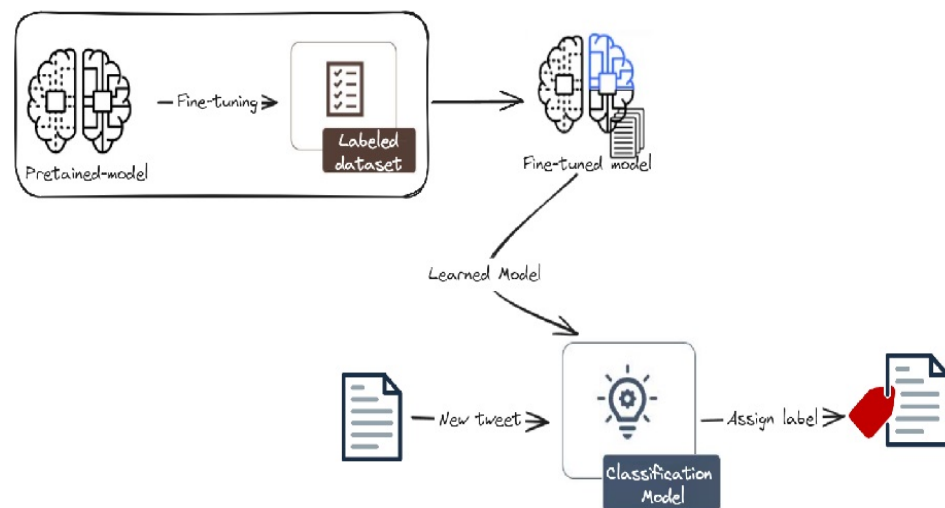 Fine-tuning
Labeled
dataset
Pretained-model
Fine-tuned model
Learned Model
New tweet
Assign label
Classification
Model